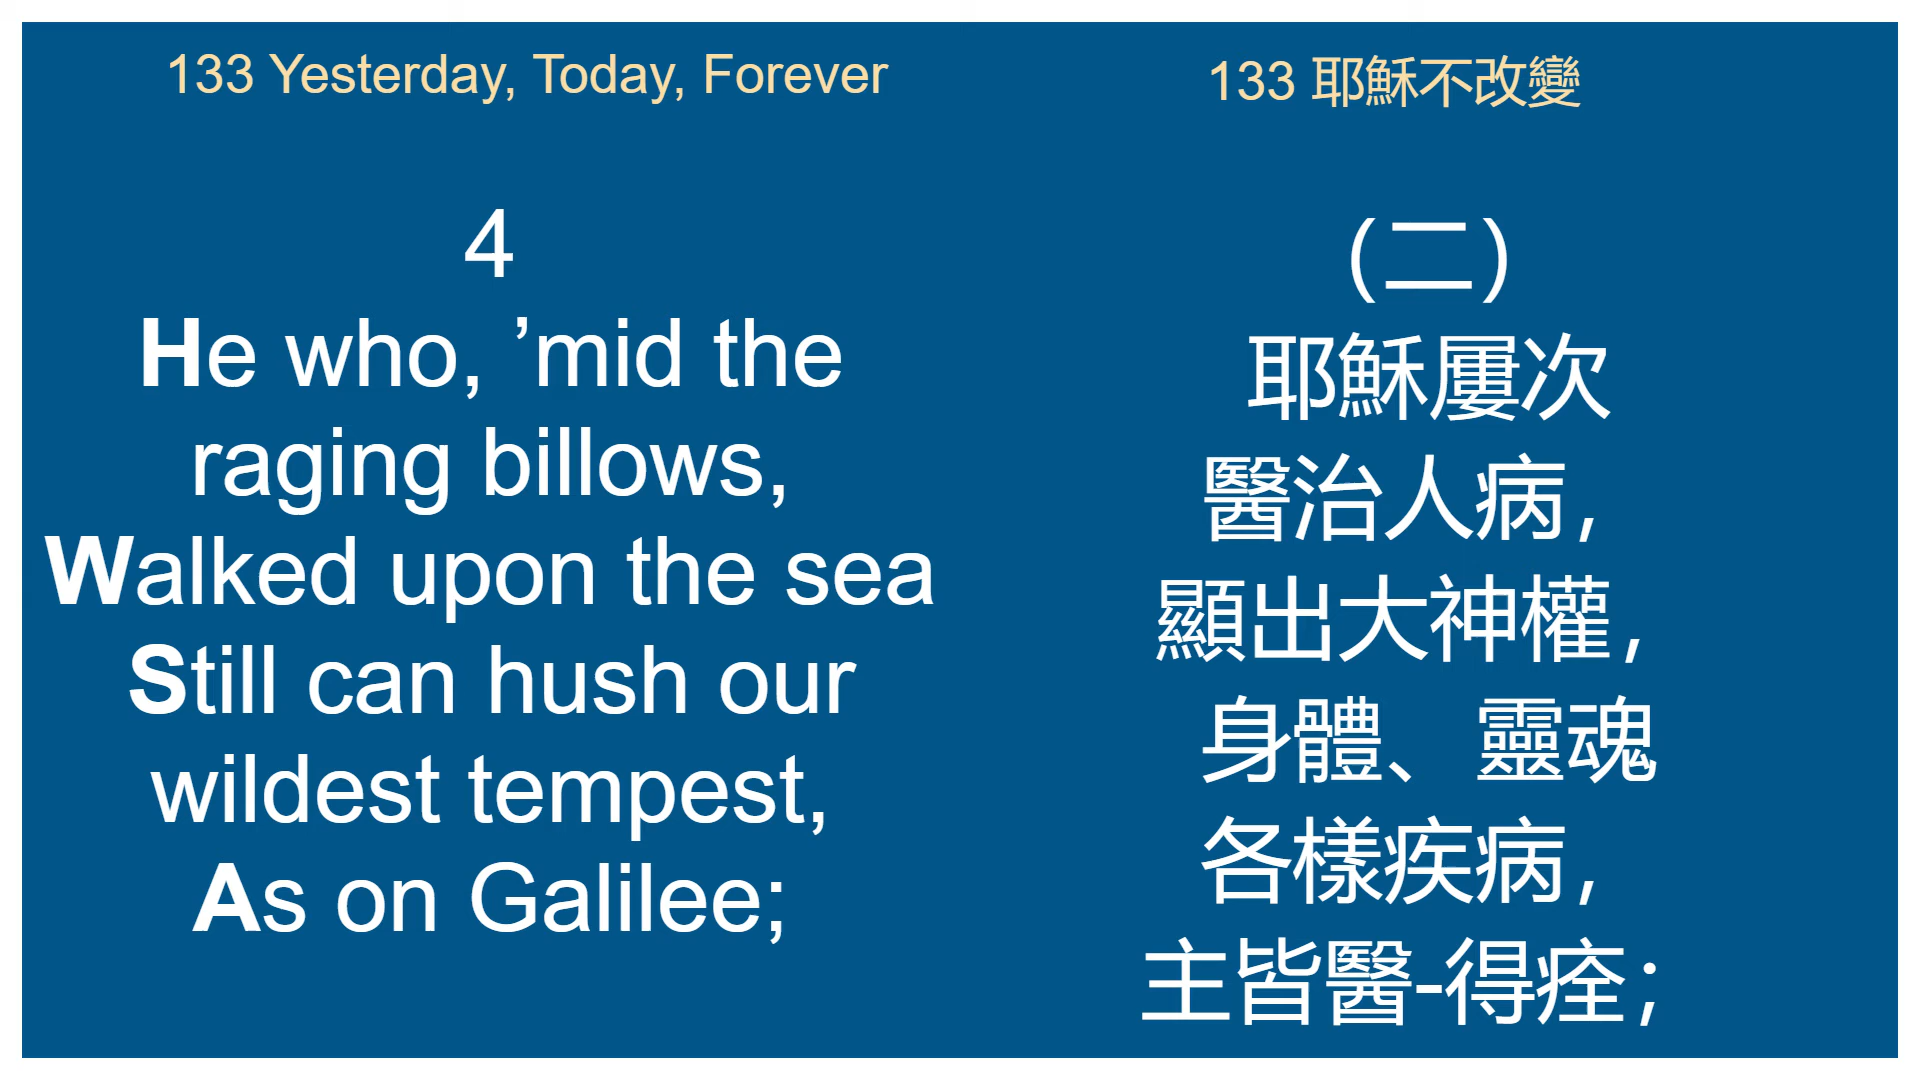 133 Yesterday, Today, Forever
4
He who, ’mid the
raging billows,
Walked upon the sea
Still can hush our
wildest tempest,
As on Galilee;
133 耶穌不改變
(二)
耶穌屢次
醫治人病,
顯出大神權,
身體、靈魂
各樣疾病,
主皆醫-得痊;